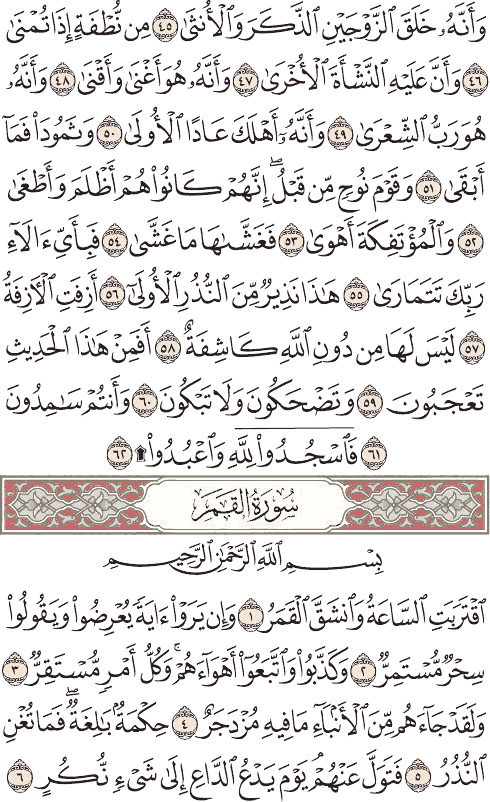 وَأَنَّهُۥ خَلَقَ ٱلزَّوْجَيْنِ ٱلذَّكَرَ وَٱلْأُنثَىٰ ٤٥ مِن نُّطْفَةٍ إِذَا تُمْنَىٰ
٤٦ وَأَنَّ عَلَيْهِ ٱلنَّشْأَةَ ٱلْأُخْرَىٰ ٤٧ وَأَنَّهُۥ هُوَ أَغْنَىٰ وَأَقْنَىٰ ٤٨ وَأَنَّهُۥ
هُوَ رَبُّ ٱلشِّعْرَىٰ ٤٩ وَأَنَّهُۥٓ أَهْلَكَ عَادًا ٱلْأُولَىٰ ٥٠ وَثَمُودَا۟ فَمَآ
أَبْقَىٰ ٥١ وَقَوْمَ نُوحٍ مِّن قَبْلُ ۖ إِنَّهُمْ كَانُوا۟ هُمْ أَظْلَمَ وَأَطْغَىٰ
٥٢ وَٱلْمُؤْتَفِكَةَ أَهْوَىٰ ٥٣ فَغَشَّىٰهَا مَا غَشَّىٰ ٥٤ فَبِأَىِّ ءَالَآءِ
رَبِّكَ تَتَمَارَىٰ ٥٥ هَٰذَا نَذِيرٌ مِّنَ ٱلنُّذُرِ ٱلْأُولَىٰٓ ٥٦ أَزِفَتِ ٱلْءَازِفَةُ
٥٧ لَيْسَ لَهَا مِن دُونِ ٱللَّهِ كَاشِفَةٌ ٥٨ أَفَمِنْ هَٰذَا ٱلْحَدِيثِ
تَعْجَبُونَ ٥٩ وَتَضْحَكُونَ وَلَا تَبْكُونَ ٦٠ وَأَنتُمْ سَٰمِدُونَ
٦١ فَٱسْجُدُوا۟ لِلَّهِ وَٱعْبُدُوا۟ ۩ ٦٢
سُورَةُ القَمَرِ
بِسْمِ ٱللَّهِ ٱلرَّحْمَٰنِ ٱلرَّحِيمِ
ٱقْتَرَبَتِ ٱلسَّاعَةُ وَٱنشَقَّ ٱلْقَمَرُ ١ وَإِن يَرَوْا۟ ءَايَةً يُعْرِضُوا۟ وَيَقُولُوا۟
سِحْرٌ مُّسْتَمِرٌّ ٢ وَكَذَّبُوا۟ وَٱتَّبَعُوٓا۟ أَهْوَآءَهُمْ ۚ وَكُلُّ أَمْرٍ مُّسْتَقِرٌّ ٣
وَلَقَدْ جَآءَهُم مِّنَ ٱلْأَنۢبَآءِ مَا فِيهِ مُزْدَجَرٌ ٤ حِكْمَةٌۢ بَٰلِغَةٌ ۖ فَمَا تُغْنِ
ٱلنُّذُرُ ٥ فَتَوَلَّ عَنْهُمْ ۘ يَوْمَ يَدْعُ ٱلدَّاعِ إِلَىٰ شَىْءٍ نُّكُرٍ ٦